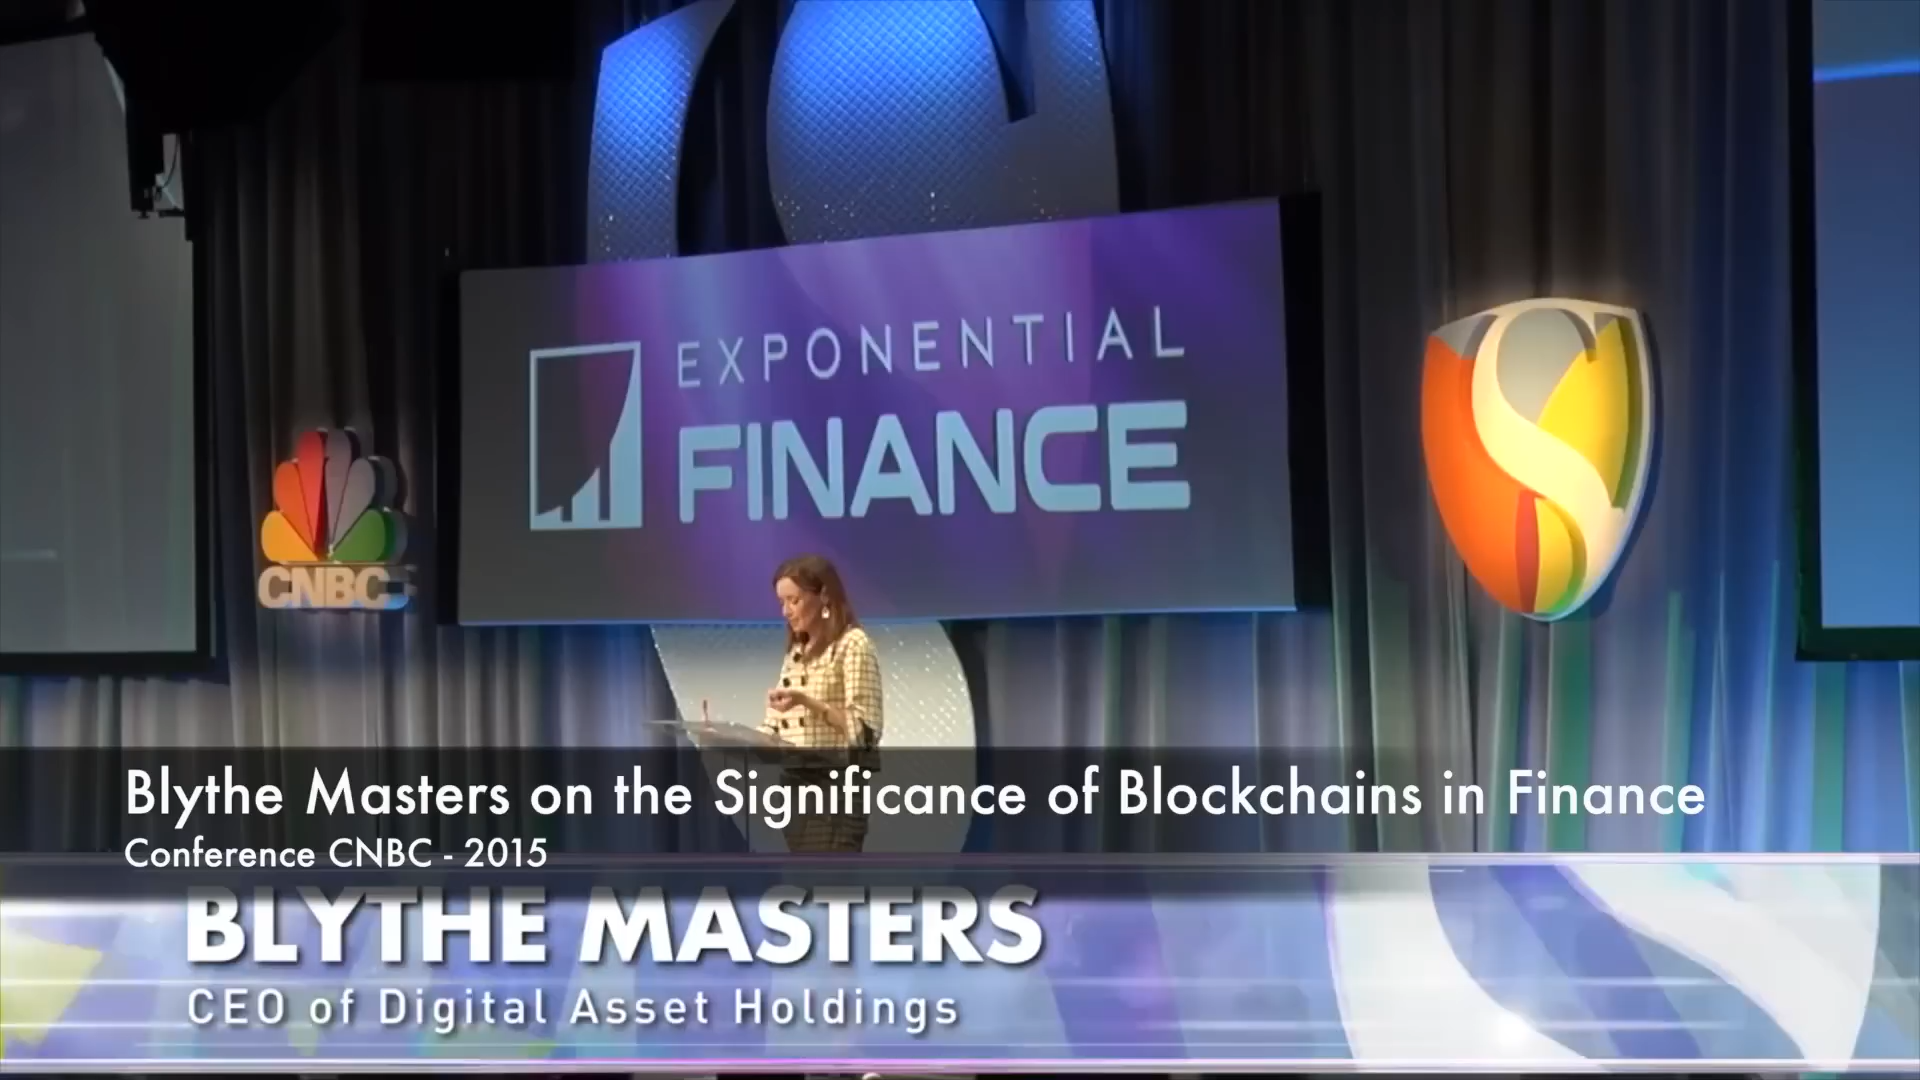 EXPONENTIAL
FINANCE
CNBC
Blythe Masters on the Significance of Blockchains in Finance
Conference CNBC - 2015
BLYTHE MASTERS
CEO of Digital Asset Holdings